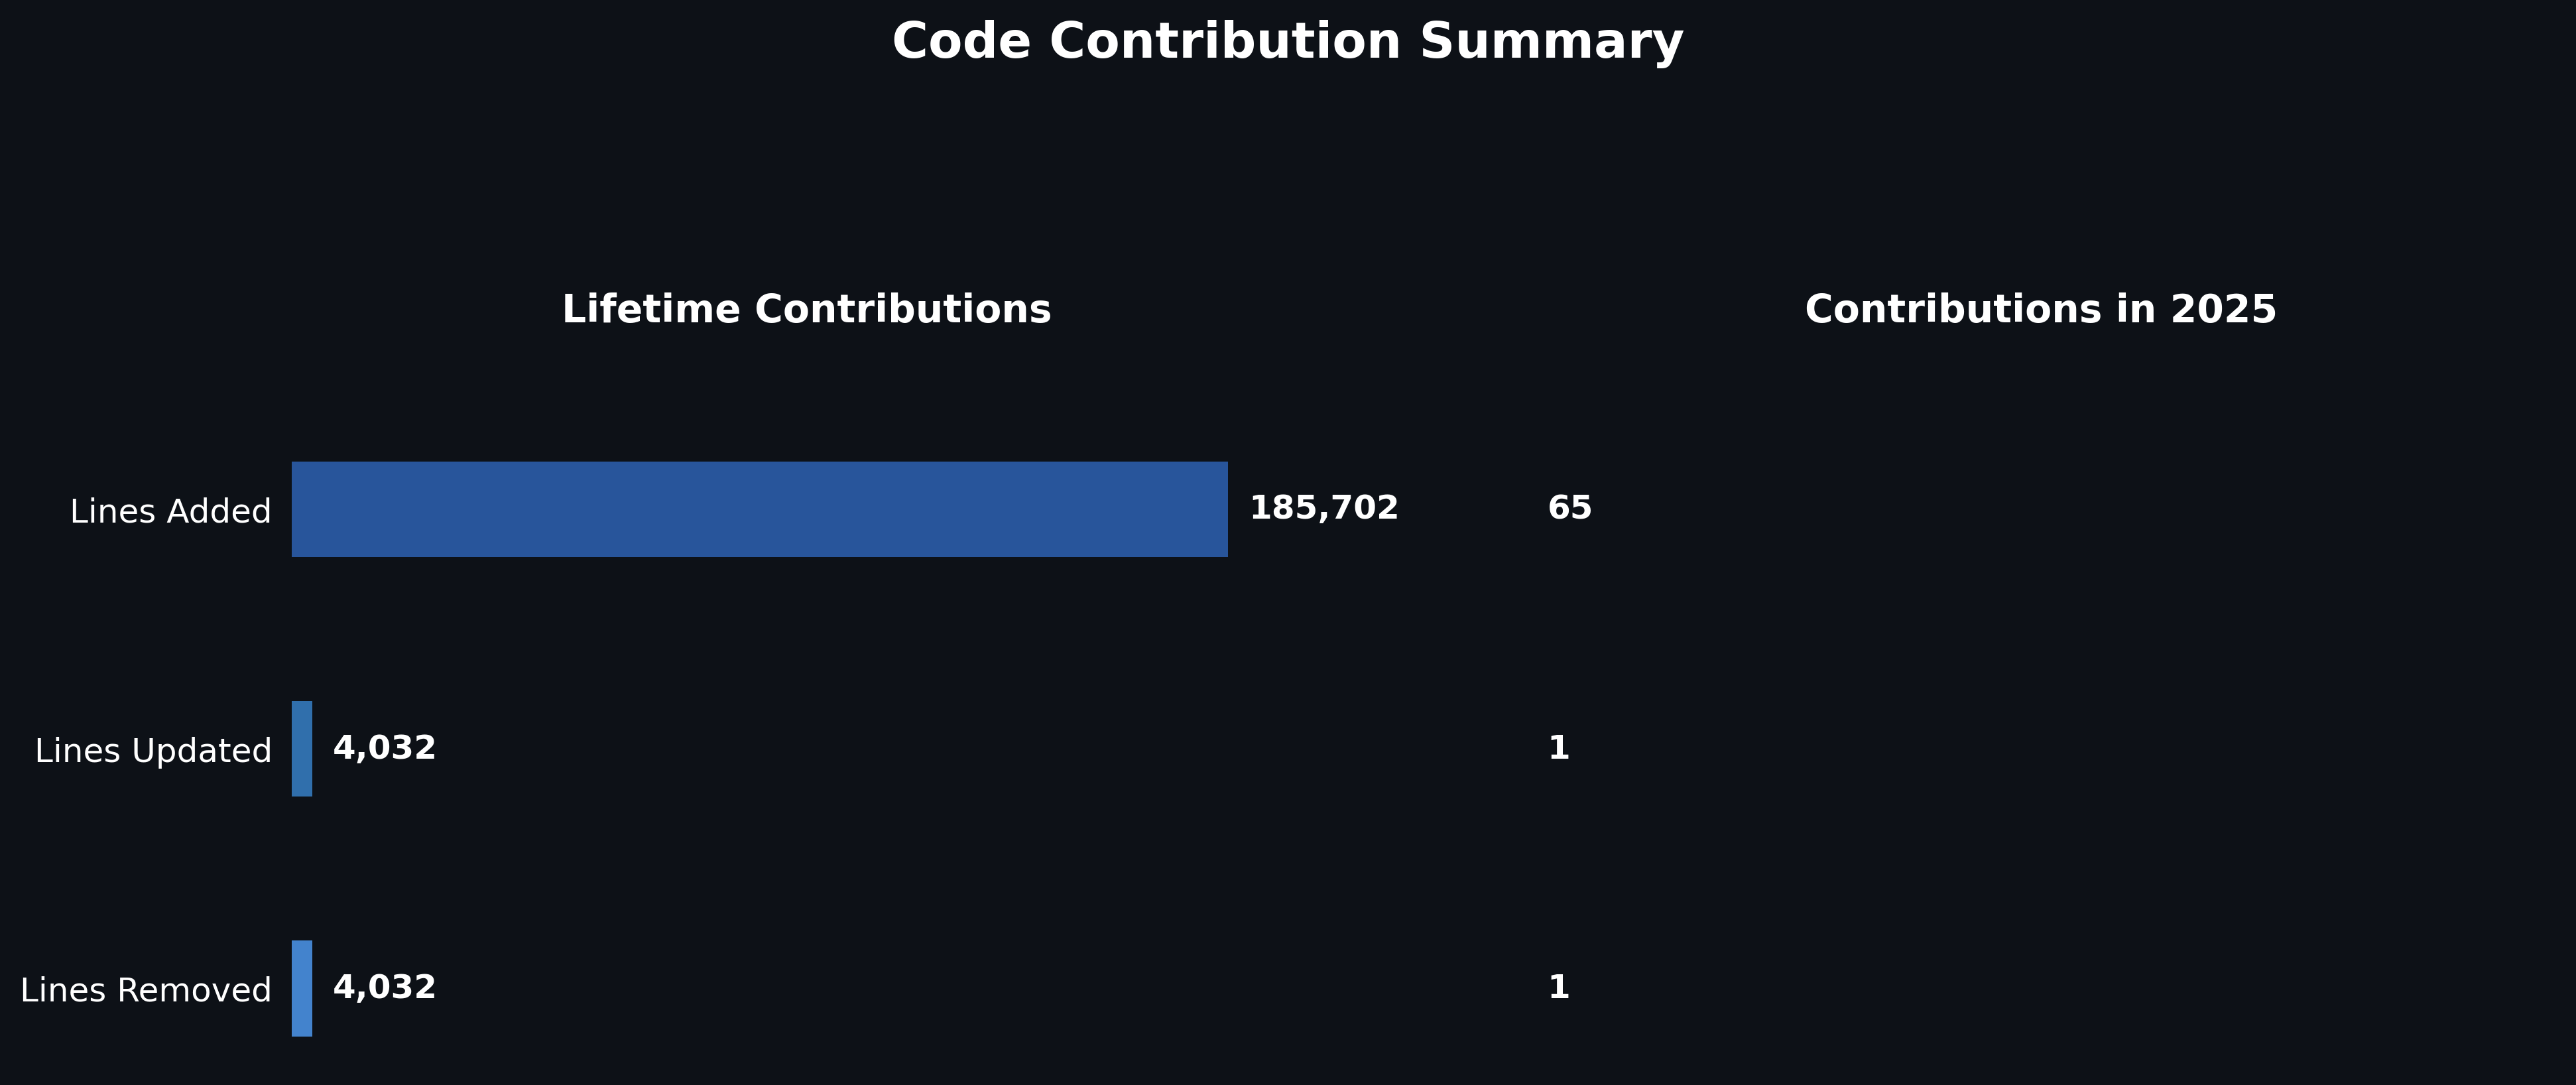 Code Contribution Summary
Lifetime Contributions
Contributions in 2025
Lines Added
185,702
65
Lines Updated
4,032
1
Lines Removed
4,032
1